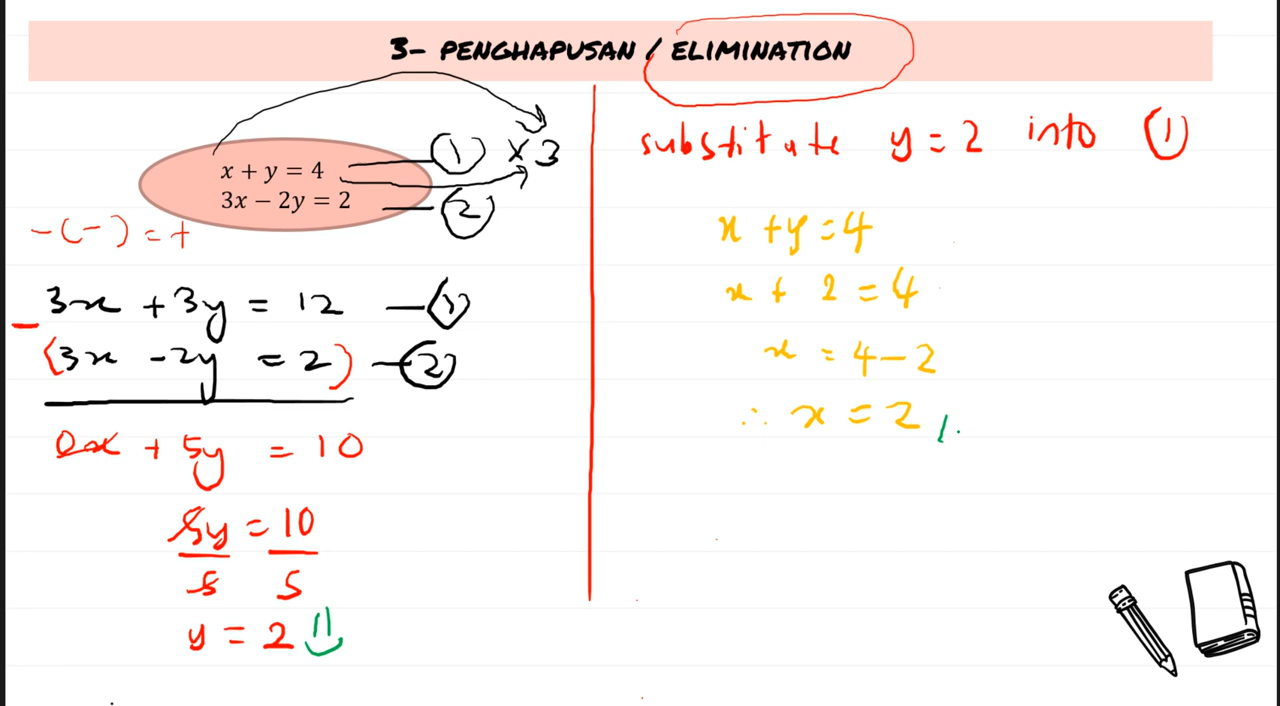 3- PENGHAPUSAN / ELIMINATION
x + y = 4 — ① × 3
3x − 2y = 2 — ②
-(-) = +
3x + 3y = 12 — ①
− (3x - 2y = 2) — ②
0x + 5y = 10
5y = 10
5 5
y = 2
substitute y = 2 into ①
x + y = 4
x + 2 = 4
x = 4 - 2
∴ x = 2